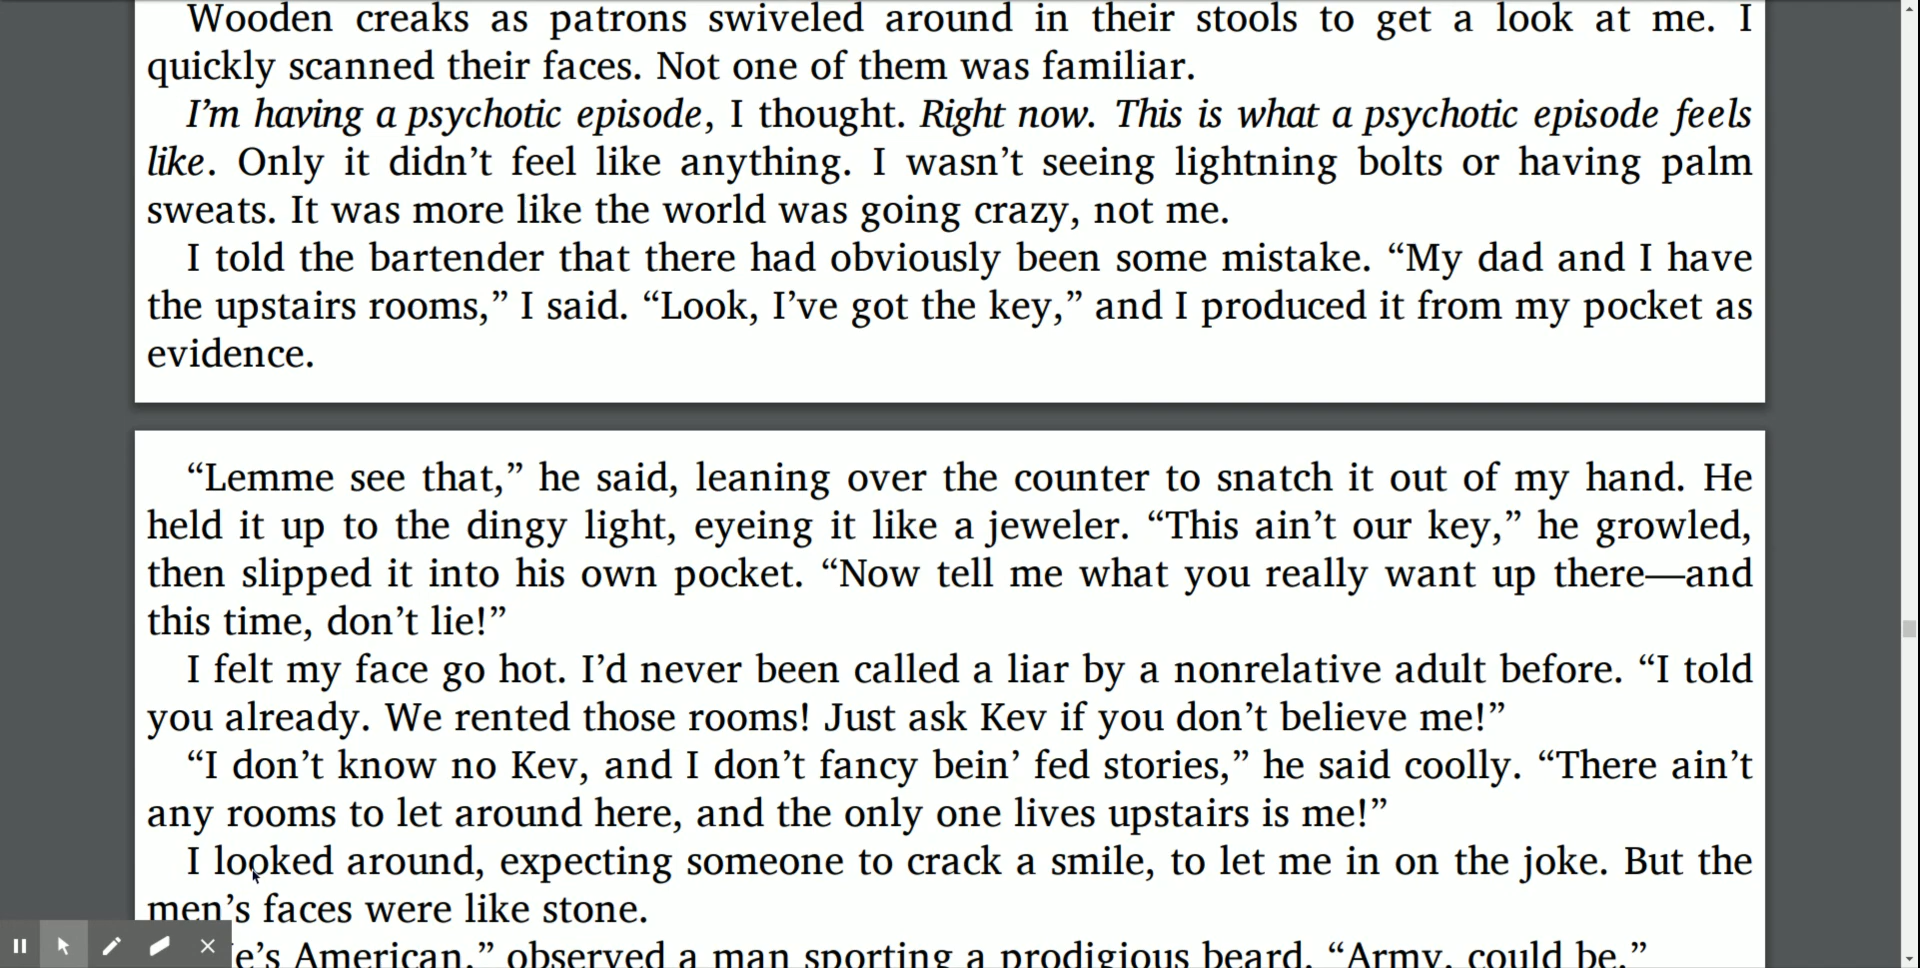 Wooden creaks as patrons swiveled around in their stools to get a look at me. I
quickly scanned their faces. Not one of them was familiar.
I’m having a psychotic episode, I thought. Right now. This is what a psychotic episode feels
like. Only it didn’t feel like anything. I wasn’t seeing lightning bolts or having palm
sweats. It was more like the world was going crazy, not me.
I told the bartender that there had obviously been some mistake. “My dad and I have
the upstairs rooms,” I said. “Look, I’ve got the key,” and I produced it from my pocket as
evidence.
“Lemme see that,” he said, leaning over the counter to snatch it out of my hand. He
held it up to the dingy light, eyeing it like a jeweler. “This ain’t our key,” he growled,
then slipped it into his own pocket. “Now tell me what you really want up there—and
this time, don’t lie!”
I felt my face go hot. I’d never been called a liar by a nonrelative adult before. “I told
you already. We rented those rooms! Just ask Kev if you don’t believe me!”
“I don’t know no Kev, and I don’t fancy bein’ fed stories,” he said coolly. “There ain’t
any rooms to let around here, and the only one lives upstairs is me!”
I looked around, expecting someone to crack a smile, to let me in on the joke. But the
men’s faces were like stone.
e’s American,” observed a man sporting a prodigious beard. “Army, could be.”